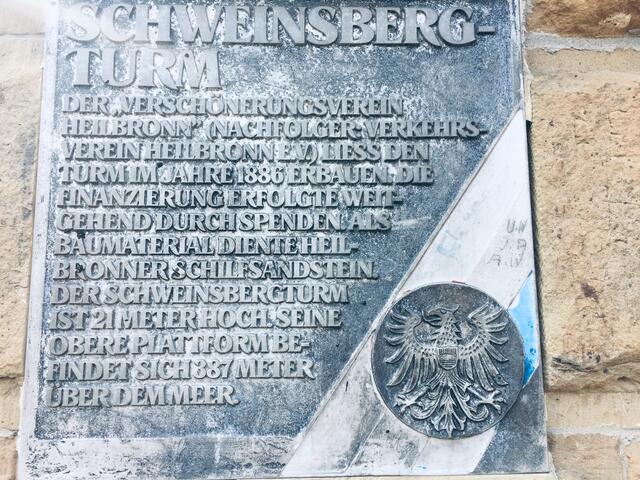 SCHWEINSBERG-
TURM
DER „VERSCHÖNERUNGSVEREIN
HEILBRONN“ (NACHFOLGER: VERKEHRS-
VEREIN HEILBRONN E.V.) LIESS DEN
TURM IM JAHRE 1886 ERBAUEN. DIE
FINANZIERUNG ERFOLGTE WEIT-
GEHEND DURCH SPENDEN. ALS
BAUMATERIAL DIENTE HEIL-
BRONNER SCHILFSANDSTEIN.
DER SCHWEINSBERGTURM
IST 21 METER HOCH. SEINE
OBERE PLATTFORM BE-
FINDET SICH 387 METER
ÜBER DEM MEER.